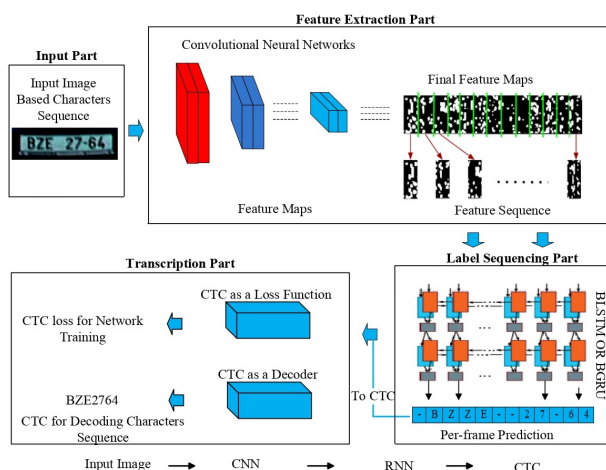 Feature Extraction Part
Input Part
Input Image
Based Characters
Sequence
BZE 27-64
Convolutional Neural Networks
Final Feature Maps
Feature Maps
Feature Sequence
Transcription Part
CTC as a Loss Function
CTC loss for Network
Training
CTC as a Decoder
BZE2764
CTC for Decoding Characters
Sequence
To CTC
Label Sequencing Part
BLSTM OR BGRU
- B Z Z E - - 2 7 - 6 4
Per-frame Prediction
Input Image CNN RNN CTC